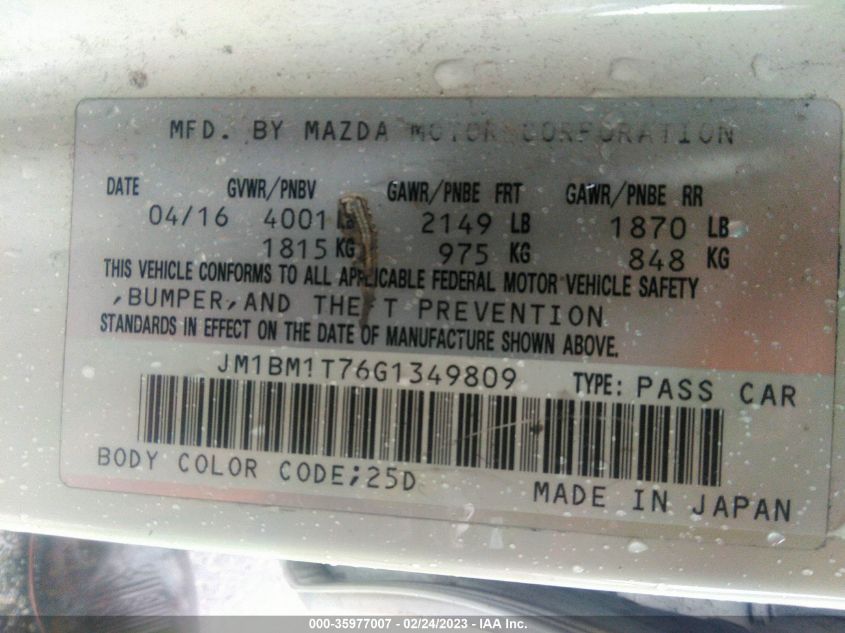 MFD. BY MAZDA MOTOR CORPORATION
DATE GVWR/PNBV GAWR/PNBE FRT GAWR/PNBE RR
04/16 4001 LB 2149 LB 1870 LB
1815 KG 975 KG 848 KG
THIS VEHICLE CONFORMS TO ALL APPLICABLE FEDERAL MOTOR VEHICLE SAFETY
,BUMPER,AND THEFT PREVENTION
STANDARDS IN EFFECT ON THE DATE OF MANUFACTURE SHOWN ABOVE.
JM1BM1T76G1349809 TYPE: PASS CAR
BODY COLOR CODE;25D
MADE IN JAPAN
000-35977007 - 02/24/2023 - IAA Inc.